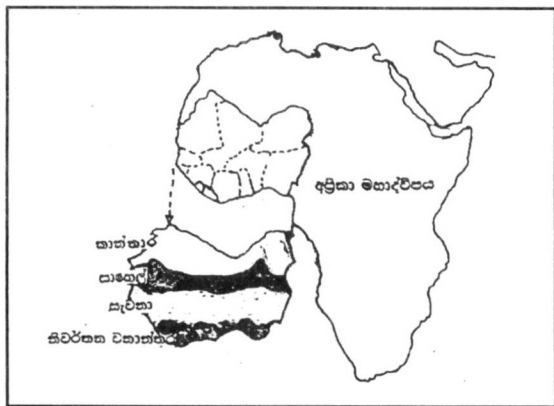 අප්‍රිකා මහාද්වීපය
කාන්තාර
සාහෙල්
සැවනා
නිවර්තන වනාන්තර